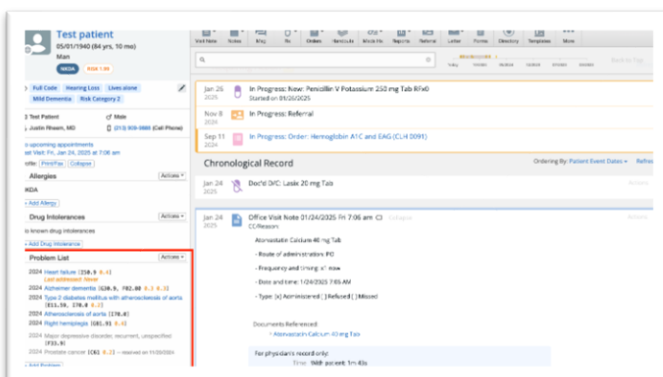 Test patient
05/01/1940 (84 yrs, 10 mo)
Man
NKDA
Full Code Hearing Loss Lives alone
Mild Dementia Risk Category 2
Test Patient
Male
Justin Rheam, MD
(Cell Phone)
upcoming appointments
Visit: Fri, Jan 24, 2025 at 7:06 am
Print/Fax Collapse
Allergies Actions
NKDA
+ Add Allergy
Drug Intolerances Actions
known drug intolerances
+ Add Drug Intolerance
Problem List Actions
2024 Heart failure [I50.9 0.4]
Last addressed: Never
2024 Alzheimer dementia [G30.9, F02.80 0.3 0.3]
2024 Type 2 diabetes mellitus with atherosclerosis of aorta
[E11.59, I70.0 0.2]
2024 Atherosclerosis of aorta [I70.0]
2024 Right hemiplegia [G81.91 0.4]
2024 Major depressive disorder, recurrent, unspecified
[F33.9]
2024 Prostate cancer [C61 0.2] - resolved on 11/20/2024
Visit Note Notes Msg Rx Orders Handouts Reports Referral Letter Forms Directory Templates More
Jan 26
2025
In Progress: New: Penicillin V Potassium 250 mg Tab RFx0
Started on 01/26/2025
Nov 8
2024
In Progress: Referral
Sep 11
2024
In Progress: Order: Hemoglobin A1C and EAG (CLH 0091)
Chronological Record
Ordering By: Patient Event Dates
Jan 24
2025
Doc'd D/C: Lasix 20 mg Tab
Actions
Jan 24
2025
Office Visit Note 01/24/2025 Fri 7:06 am CJ Collapse
Actions
CC/Reason
Atorvastatin Calcium 40 mg Tab
- Route of administration: PO
- Frequency and timing: x1 now
- Date and time: 1/24/2025 7:05 AM
- Type: [x] Administered [ ] Refused [ ] Missed
Documents Referenced:
- Atorvastatin Calcium 40 mg Tab
For physician's record only:
Time With patient: 1m 43s